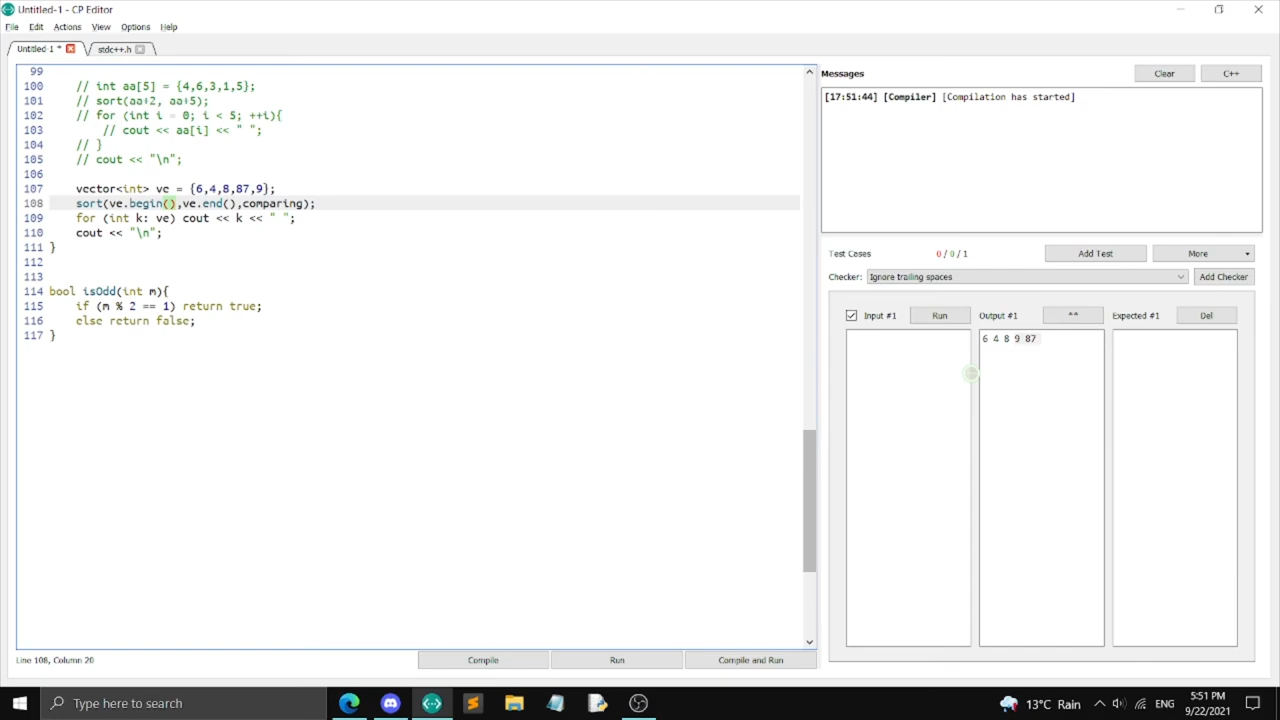 Untitled-1 - CP Editor
File Edit Actions View Options Help
Untitled-1 * stdc++.h
99
100 // int aa[5] = {4,6,3,1,5};
101 // sort(aa+2, aa+5);
102 // for (int i = 0; i < 5; ++i){
103 // cout << aa[i] << " ";
104 // }
105 // cout << "\n";
106
107 vector<int> ve = {6,4,8,87,9};
108 sort(ve.begin(),ve.end(),comparing);
109 for (int k: ve) cout << k << " ";
110 cout << "\n";
111 }
112
113
114 bool isOdd(int m){
115 if (m % 2 == 1) return true;
116 else return false;
117 }
Line 108, Column 20
Compile Run Compile and Run
Messages Clear C++
[17:51:44] [Compiler] [Compilation has started]
Test Cases 0 / 0 / 1 Add Test More
Checker: Ignore trailing spaces Add Checker
Input #1 Run Output #1 ^^ Expected #1 Del
6 4 8 9 87
Type here to search
13°C Rain ENG
5:51 PM
9/22/2021